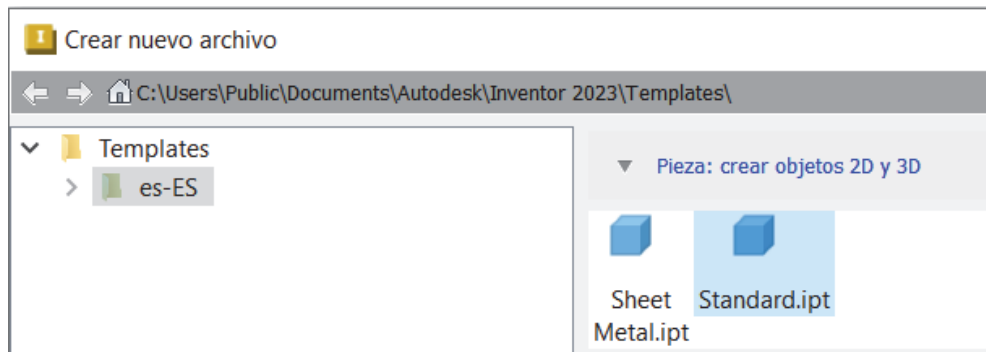 Crear nuevo archivo
C:\Users\Public\Documents\Autodesk\Inventor 2023\Templates\
Templates
es-ES
Pieza: crear objetos 2D y 3D
Sheet
Metal.ipt
Standard.ipt